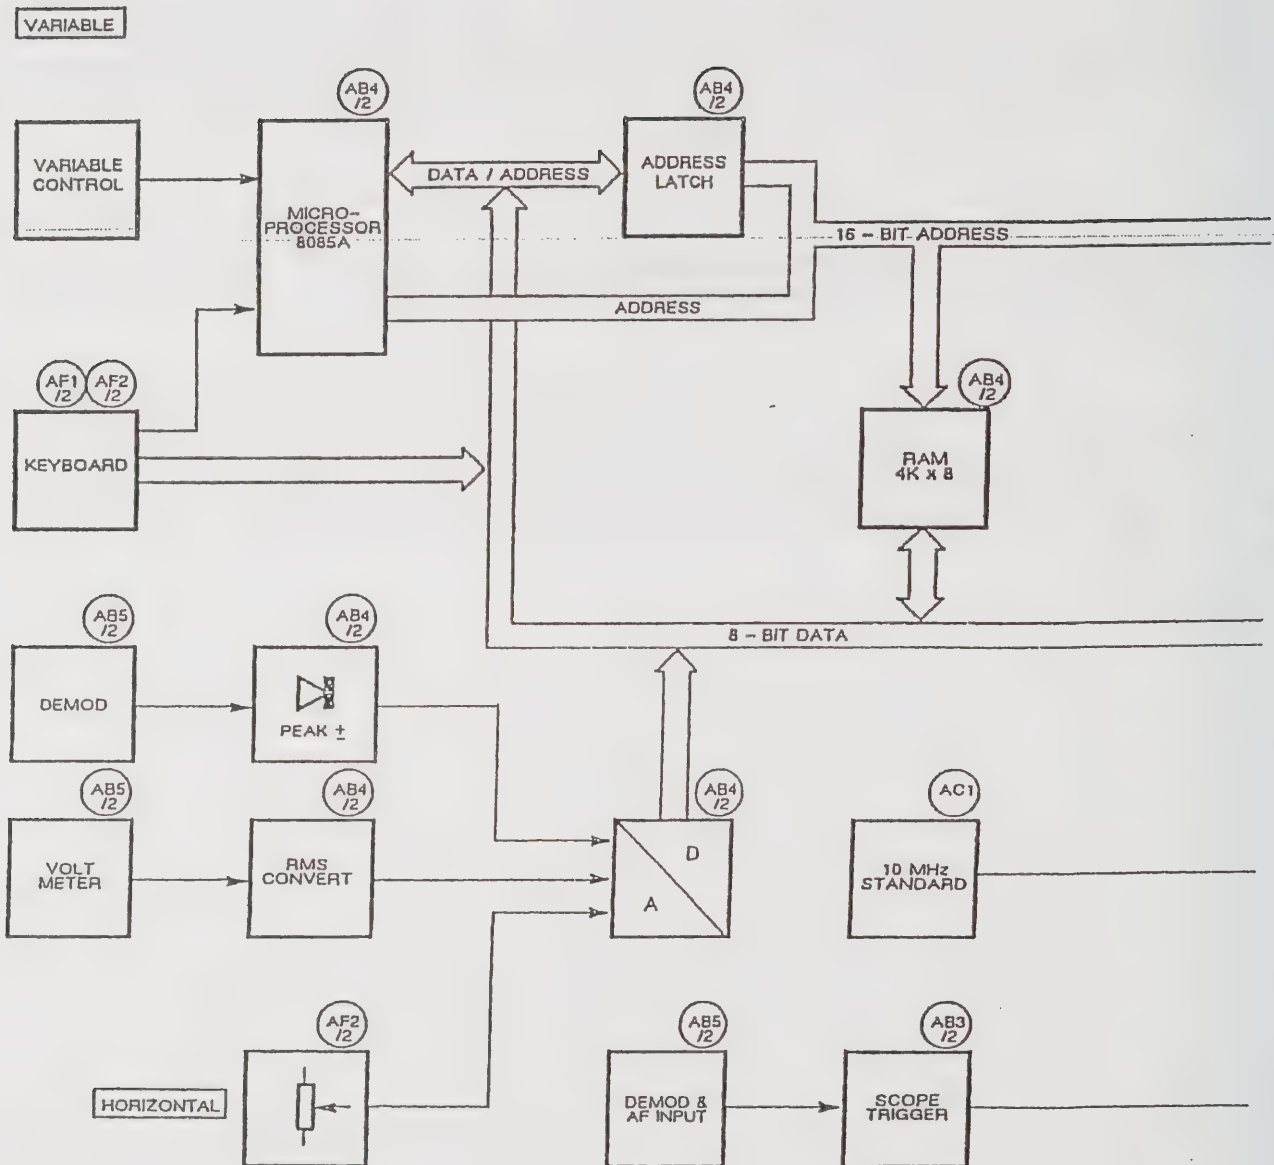 VARIABLE
AB4
/2
AB4
/2
VARIABLE
CONTROL
MICRO-
PROCESSOR
8085A
DATA / ADDRESS
ADDRESS
LATCH
16 - BIT ADDRESS
ADDRESS
AF1
/2
AF2
/2
AB4
/2
KEYBOARD
RAM
4K x 8
AB5
/2
AB4
/2
8 - BIT DATA
DEMOD
PEAK ±
AB5
/2
AB4
/2
AB4
/2
AC1
VOLT
METER
RMS
CONVERT
D
A
10 MHz
STANDARD
AF2
/2
AB5
/2
AB3
/2
HORIZONTAL
DEMOD &
AF INPUT
SCOPE
TRIGGER